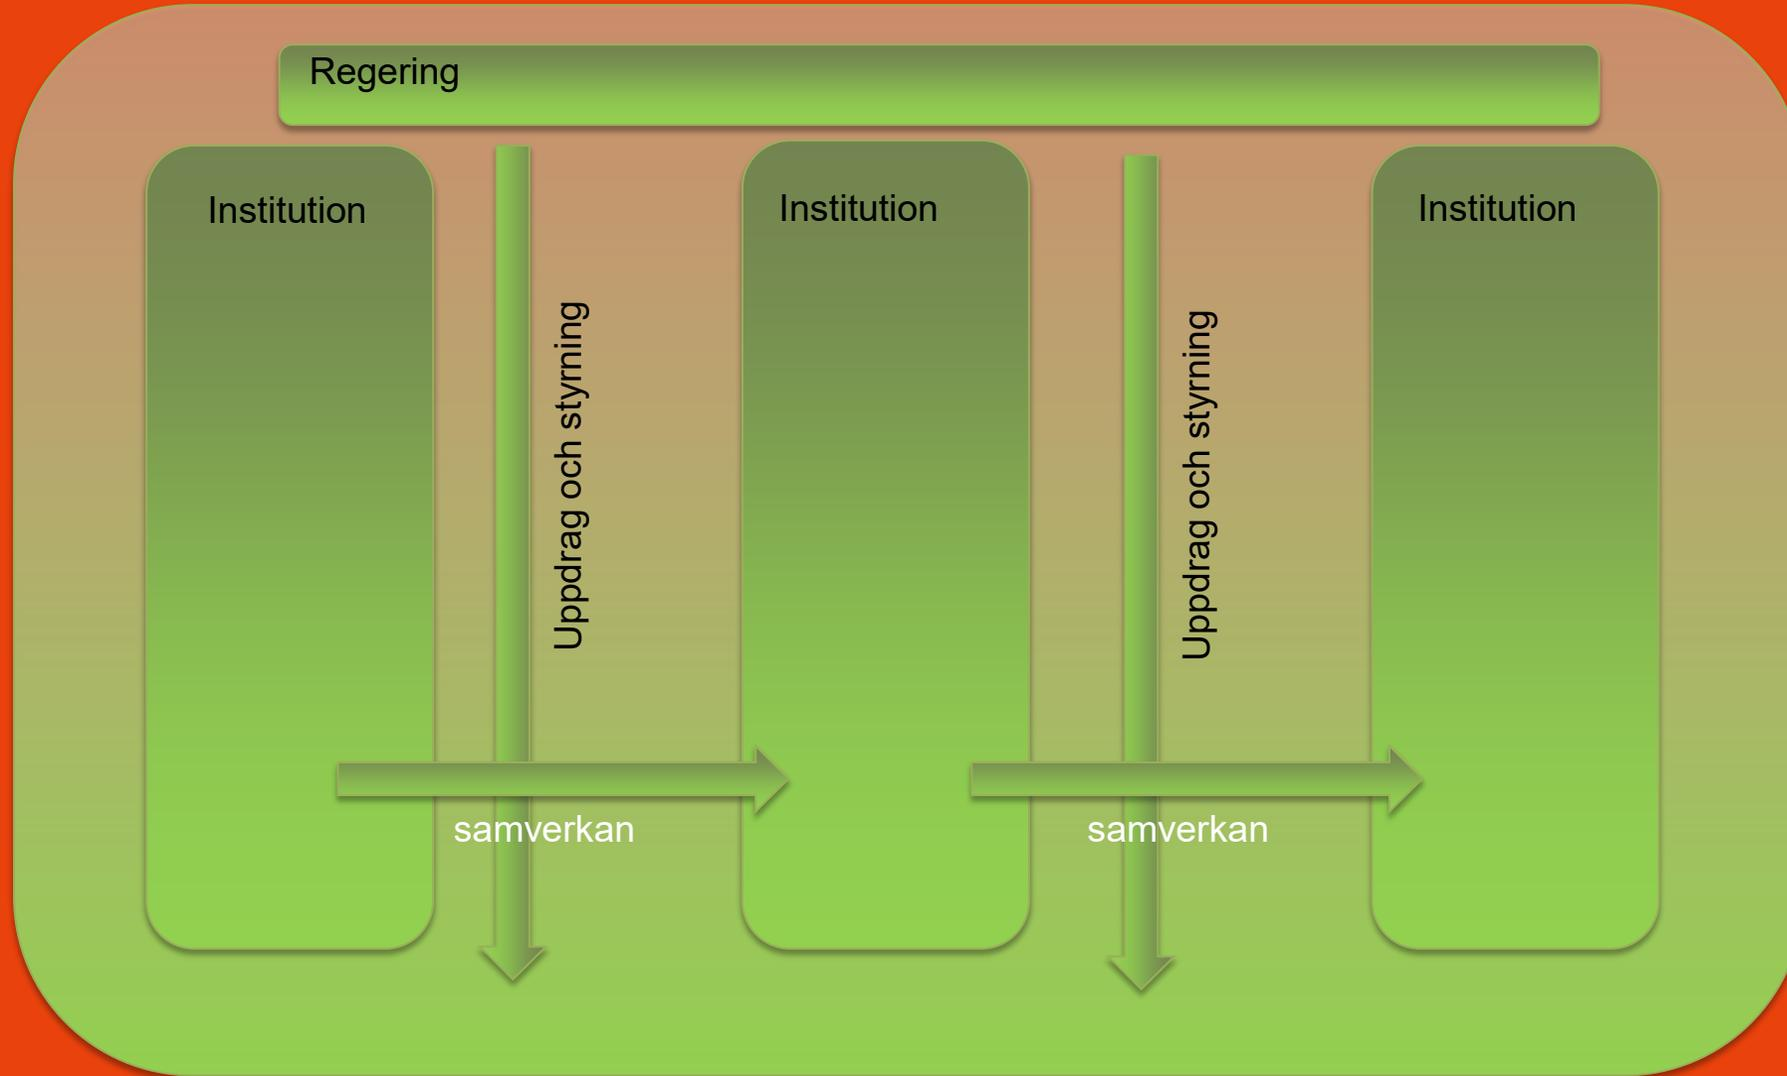 Regering
Institution
Institution
Institution
Uppdrag och styrning
Uppdrag och styrning
samverkan
samverkan